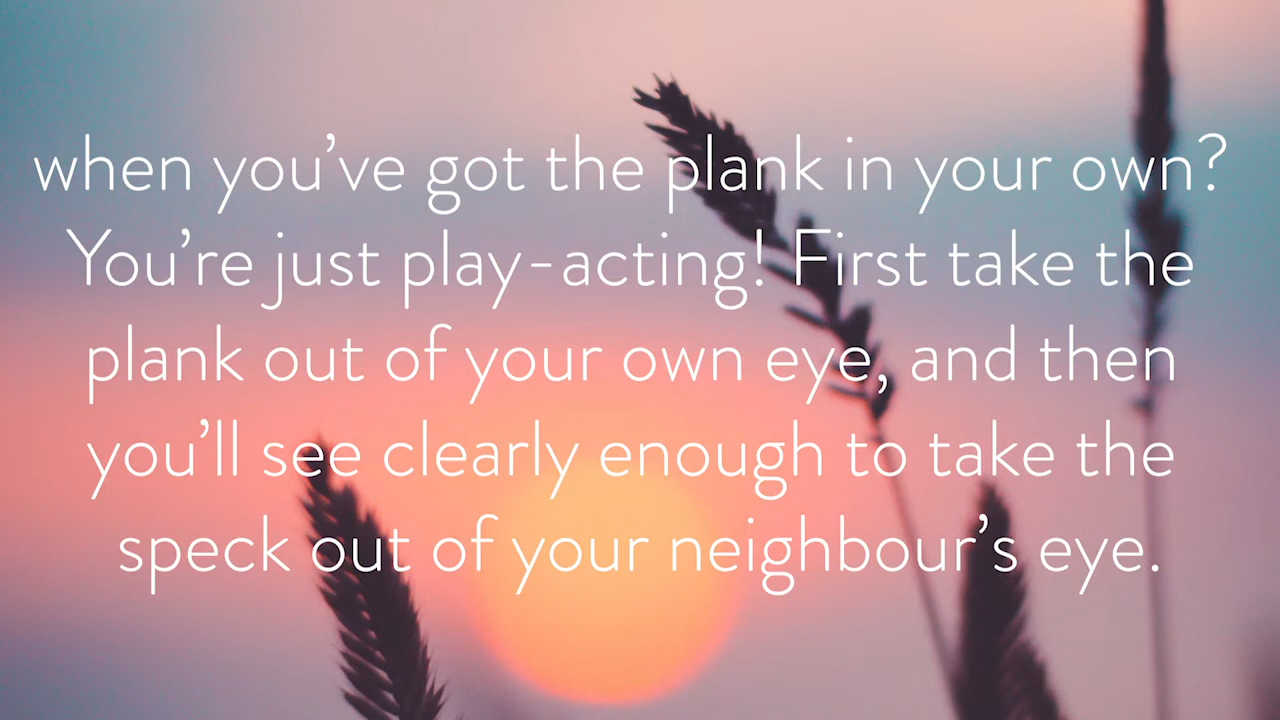 when you’ve got the plank in your own?
You’re just play-acting! First take the
plank out of your own eye, and then
you’ll see clearly enough to take the
speck out of your neighbour’s eye.